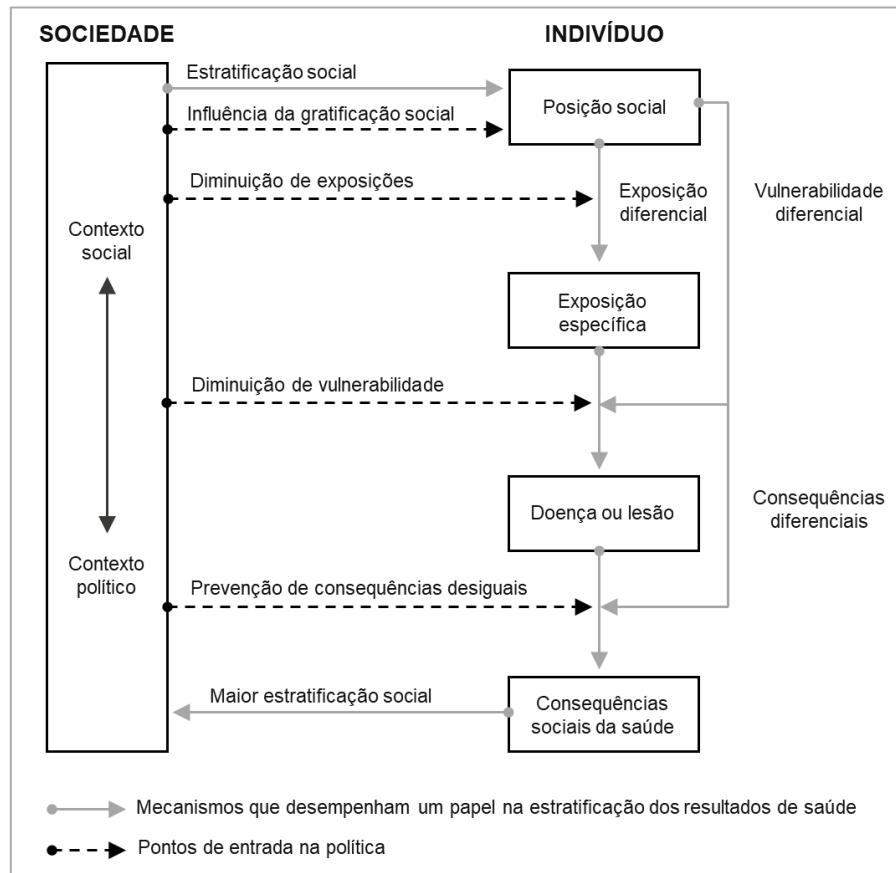 SOCIEDADE
INDIVÍDUO
Estratificação social
Influência da gratificação social
Posição social
Diminuição de exposições
Exposição
diferencial
Vulnerabilidade
diferencial
Contexto
social
Exposição
específica
Diminuição de vulnerabilidade
Doença ou lesão
Consequências
diferenciais
Contexto
político
Prevenção de consequências desiguais
Maior estratificação social
Consequências
sociais da saúde
Mecanismos que desempenham um papel na estratificação dos resultados de saúde
Pontos de entrada na política